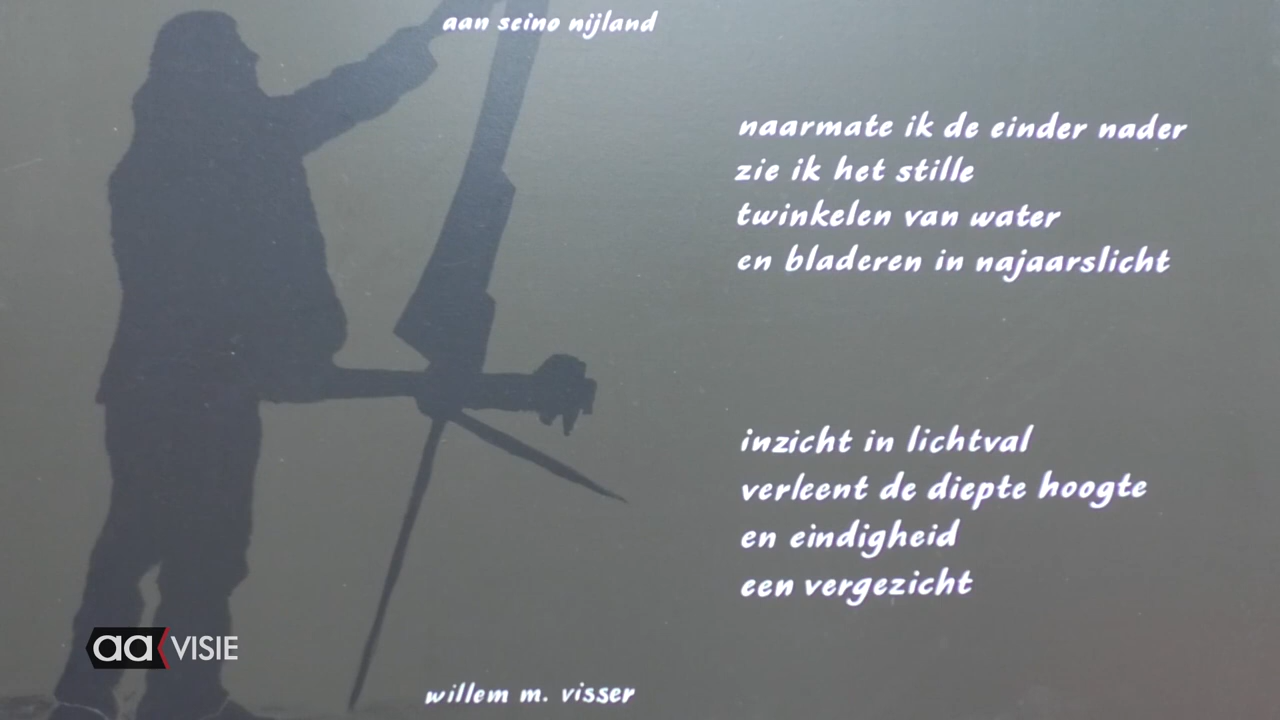 aan seino nijland
naarmate ik de einder nader
zie ik het stille
twinkelen van water
en bladeren in najaarslicht
inzicht in lichtval
verleent de diepte hoogte
en eindigheid
een vergezicht
willem m. visser
aa VISIE